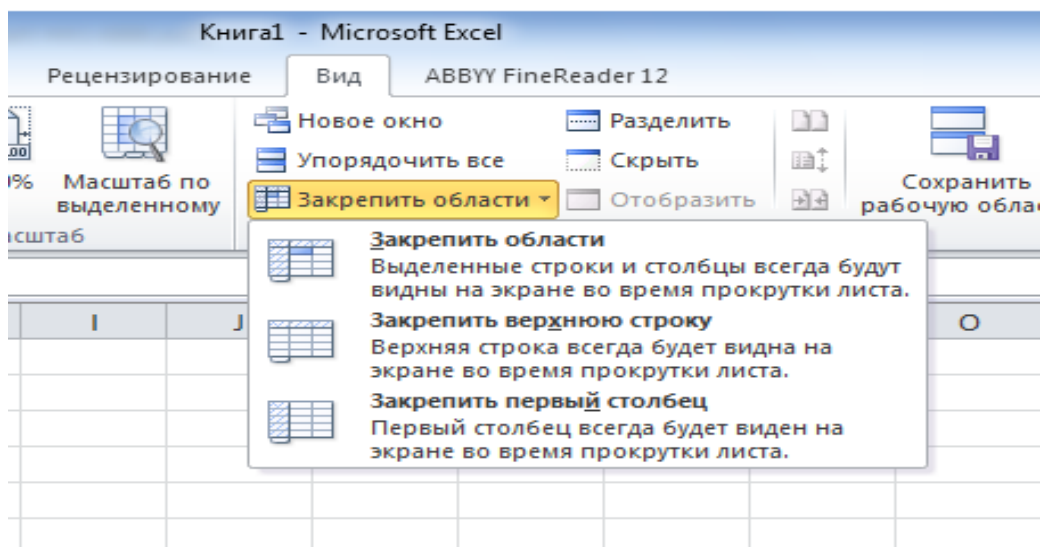 Книга1 - Microsoft Excel
Рецензирование Вид ABBYY FineReader 12
Новое окно Разделить
Упорядочить все Скрыть
Масштаб по выделенному
Закрепить области Отобразить
Сохранить
Закрепить области
Выделенные строки и столбцы всегда будут
видны на экране во время прокрутки листа.
Закрепить верхнюю строку
Верхняя строка всегда будет видна на
экране во время прокрутки листа.
Закрепить первый столбец
Первый столбец всегда будет виден на
экране во время прокрутки листа.
I J O